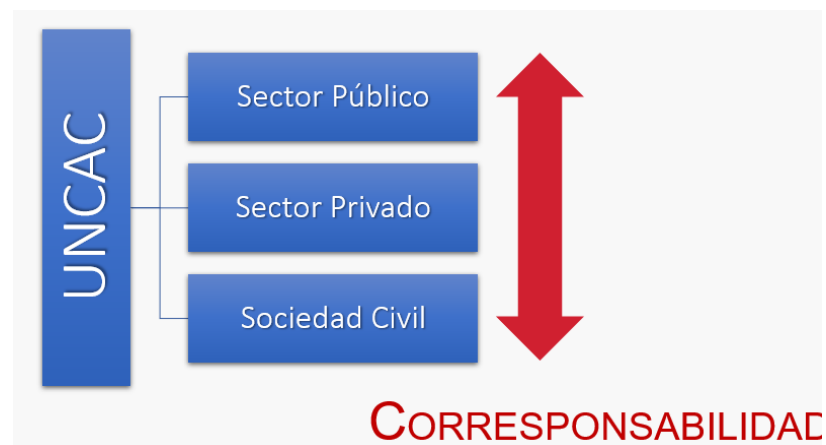 UNCAC
Sector Público
Sector Privado
Sociedad Civil
CORRESPONSABILIDAD